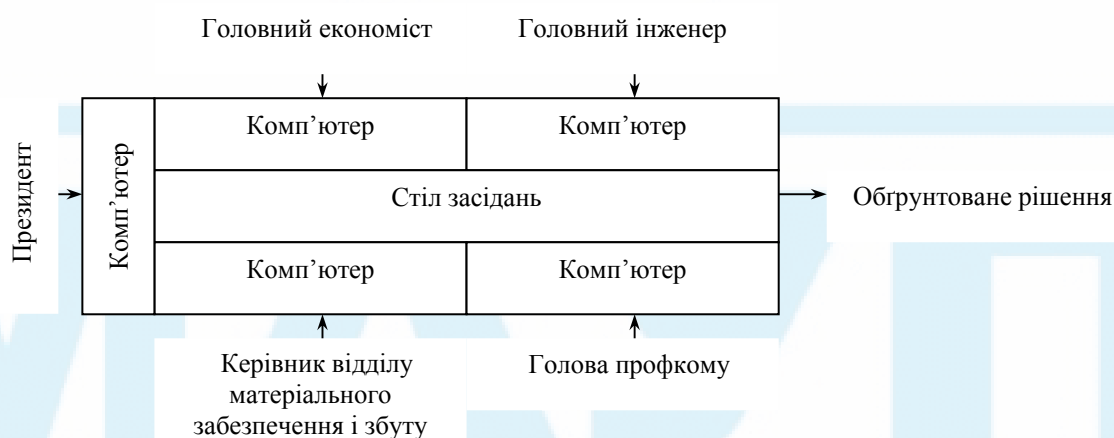 Головний економіст
Головний інженер
Комп’ютер
Комп’ютер
Президент
Комп’ютер
Стіл засідань
Обґрунтоване рішення
Комп’ютер
Комп’ютер
Керівник відділу
матеріального
забезпечення і збуту
Голова профкому